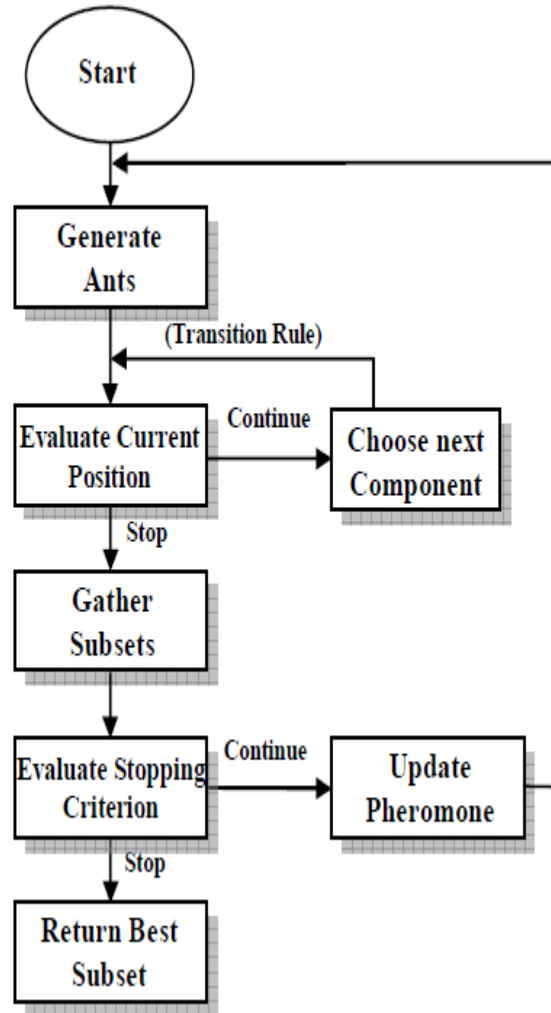 Start
Generate
Ants
(Transition Rule)
Evaluate Current
Position
Continue
Choose next
Component
Stop
Gather
Subsets
Evaluate Stopping
Criterion
Continue
Update
Pheromone
Stop
Return Best
Subset